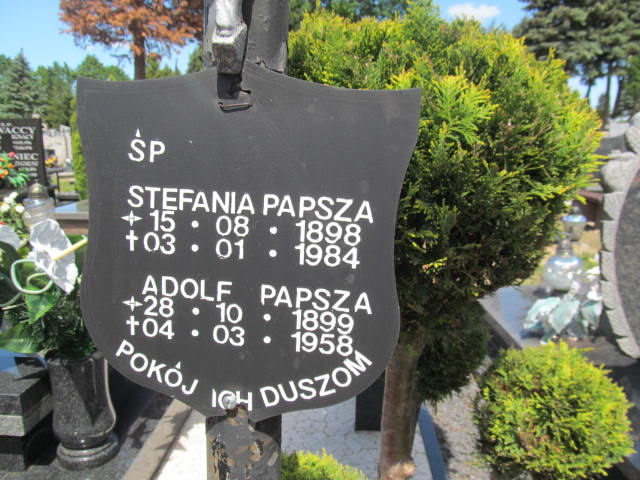 ŚP
STEFANIA PAPSZA
15 • 08 • 1898
✝ 03 • 01 • 1984
ADOLF PAPSZA
28 • 10 • 1899
✝ 04 • 03 • 1958
POKÓJ ICH DUSZOM